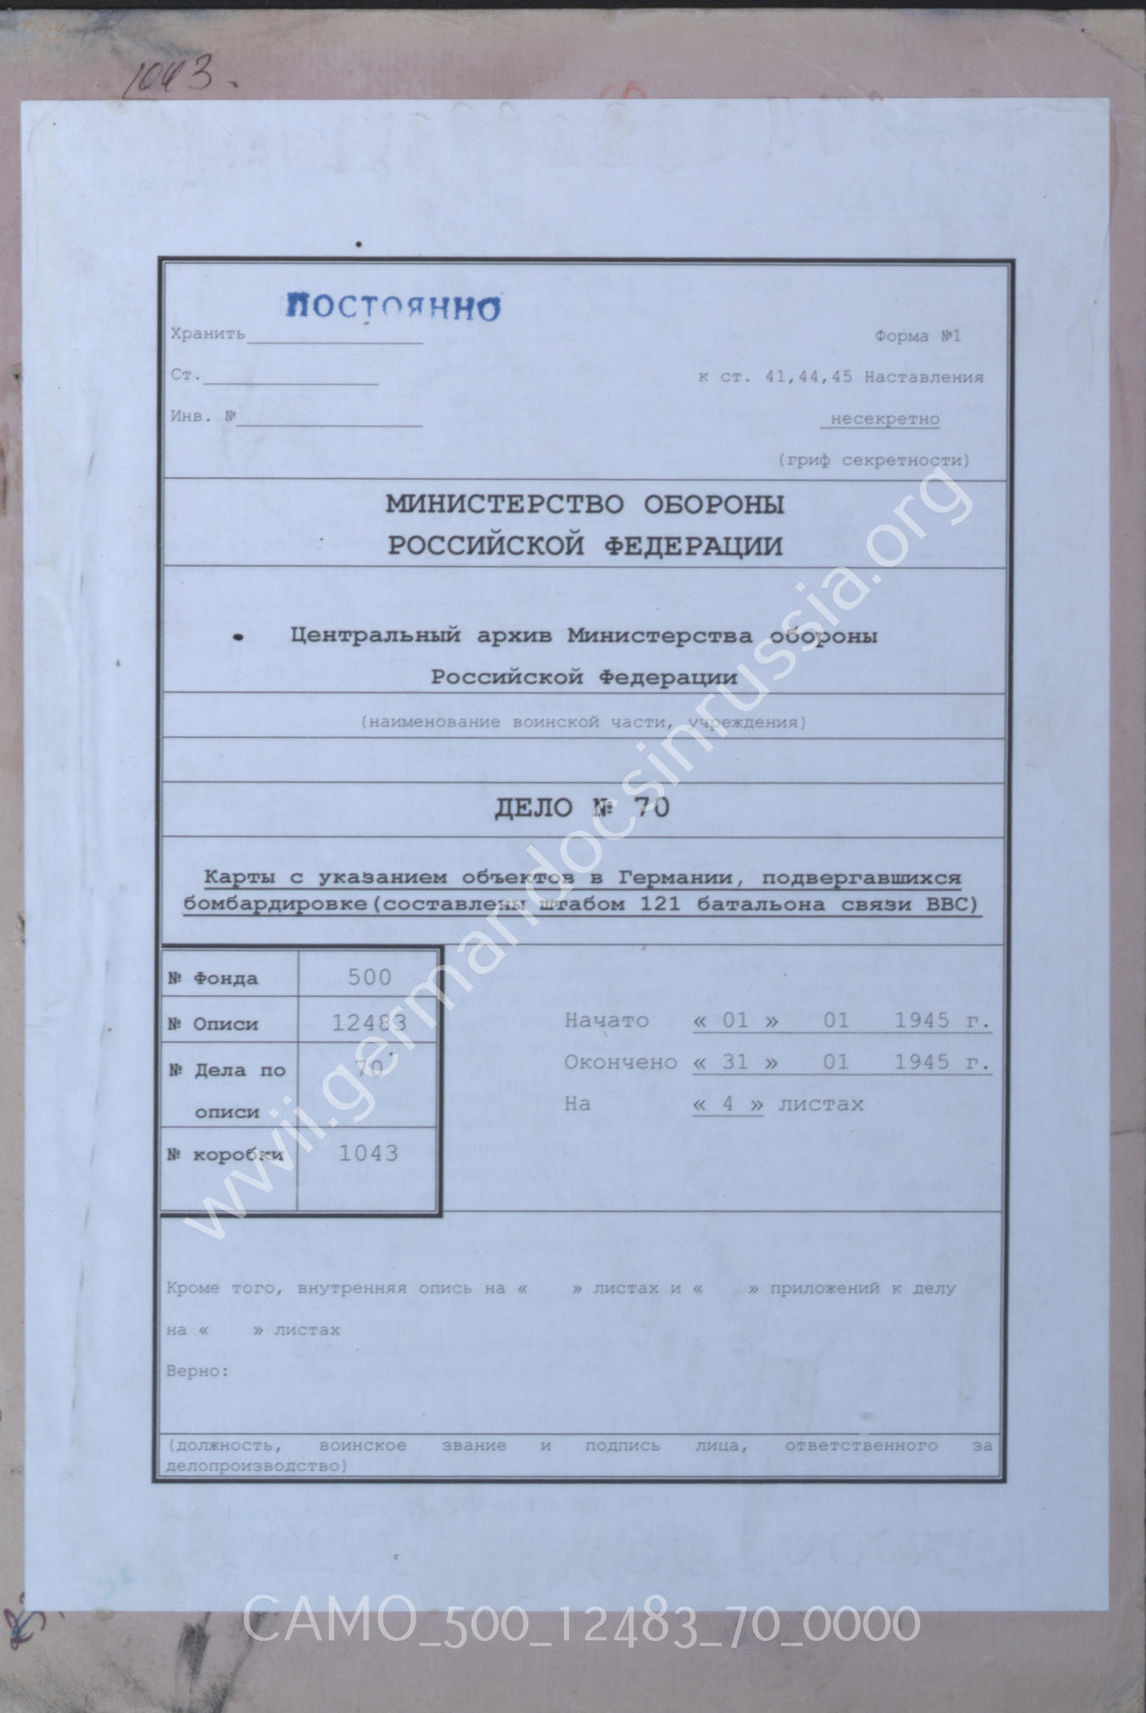 1043.
ПОСТОЯННО
Хранить
Форма №1
Ст.
к ст. 41,44,45 Наставления
Инв. №
несекретно
(гриф секретности)
МИНИСТЕРСТВО ОБОРОНЫ
РОССИЙСКОЙ ФЕДЕРАЦИИ
Центральный архив Министерства обороны
Российской Федерации
(наименование воинской части, учреждения)
ДЕЛО № 70
Карты с указанием объектов в Германии, подвергавшихся
бомбардировке(составлены штабом 121 батальона связи ВВС)
№ Фонда 500
№ Описи 12483
№ Дела по 70
описи
№ коробки 1043
Начато « 01 » 01 1945 г.
Окончено « 31 » 01 1945 г.
На « 4 » листах
Кроме того, внутренняя опись на « » листах и « » приложений к делу
на « » листах
Верно:
(должность, воинское звание и подпись лица, ответственного за
делопроизводство)
wwii.germandocsinrussia.org
CAMO_500_12483_70_0000